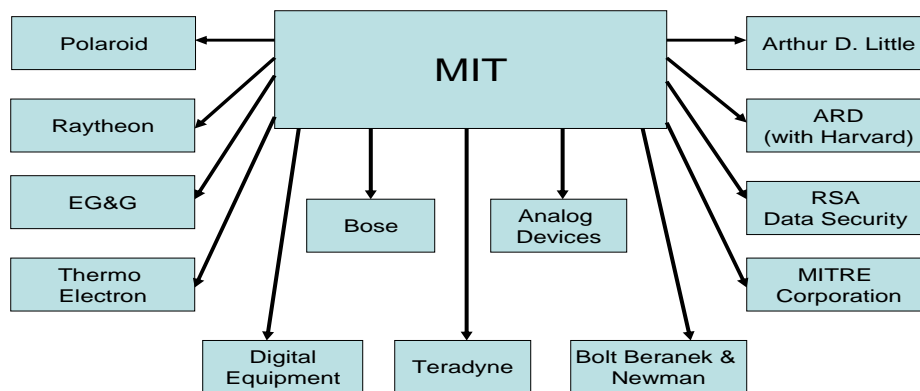 MIT
Polaroid
Raytheon
EG&G
Thermo
Electron
Digital
Equipment
Bose
Teradyne
Analog
Devices
Bolt Beranek &
Newman
Arthur D. Little
ARD
(with Harvard)
RSA
Data Security
MITRE
Corporation